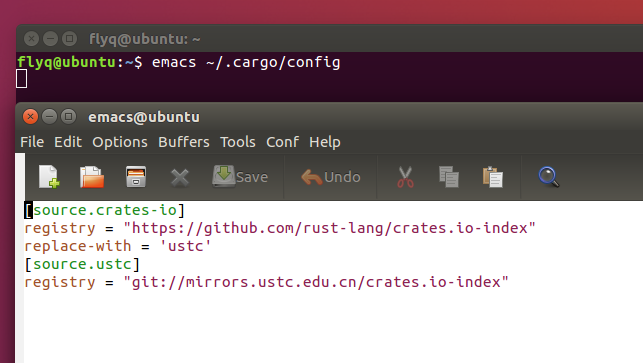 flyq@ubuntu: ~
flyq@ubuntu:~$ emacs ~/.cargo/config
emacs@ubuntu
File Edit Options Buffers Tools Conf Help
Save Undo
[source.crates-io]
registry = "https://github.com/rust-lang/crates.io-index"
replace-with = 'ustc'
[source.ustc]
registry = "git://mirrors.ustc.edu.cn/crates.io-index"